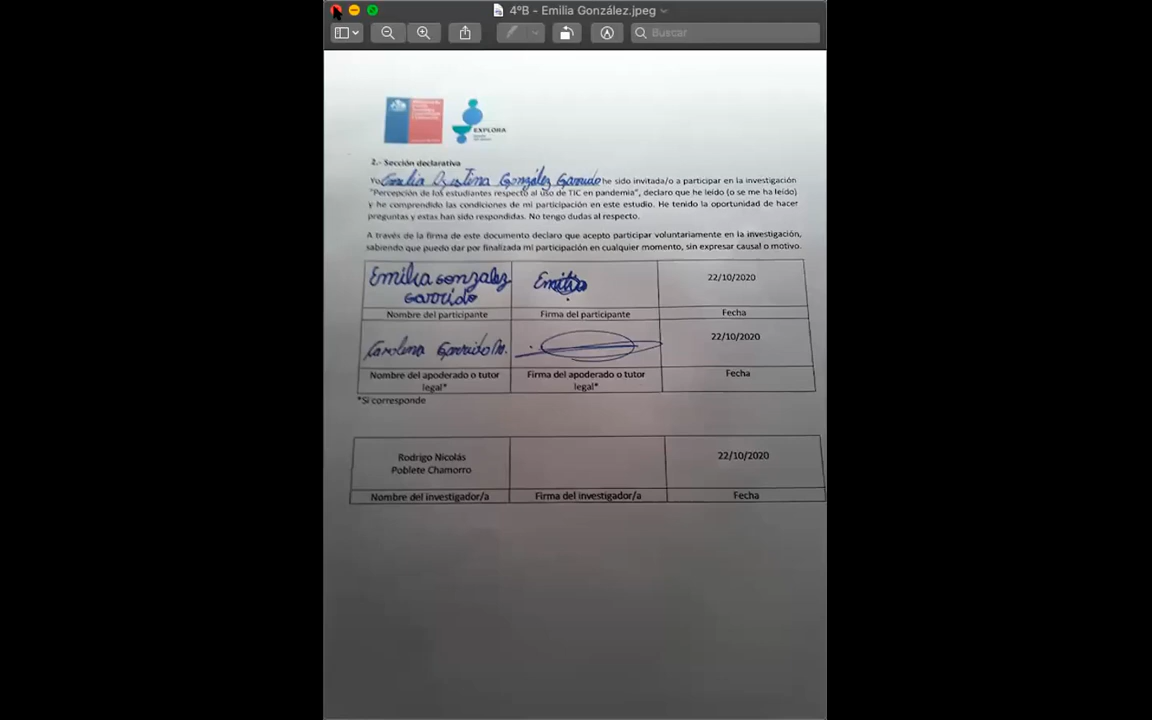 4ºB - Emilia González.jpeg
Buscar
EXPLORA
2.- Sección declarativa
Yo Emilia Cristina González Garrido he sido invitada/o a participar en la investigación
"Percepción de los estudiantes respecto al uso de TIC en pandemia", declaro que he leído (o se me ha leído)
y he comprendido las condiciones de mi participación en este estudio. He tenido la oportunidad de hacer
preguntas y estas han sido respondidas. No tengo dudas al respecto.
A través de la firma de este documento declaro que acepto participar voluntariamente en la investigación,
sabiendo que puedo dar por finalizada mi participación en cualquier momento, sin expresar causal o motivo.
Emilia Gonzalez
Garrido
Emilia
22/10/2020
Nombre del participante
Firma del participante
Fecha
Carolina Garrido M.
22/10/2020
Nombre del apoderado o tutor
legal*
Firma del apoderado o tutor
legal*
Fecha
*Si corresponde
Rodrigo Nicolás
Poblete Chamorro
22/10/2020
Nombre del investigador/a
Firma del investigador/a
Fecha